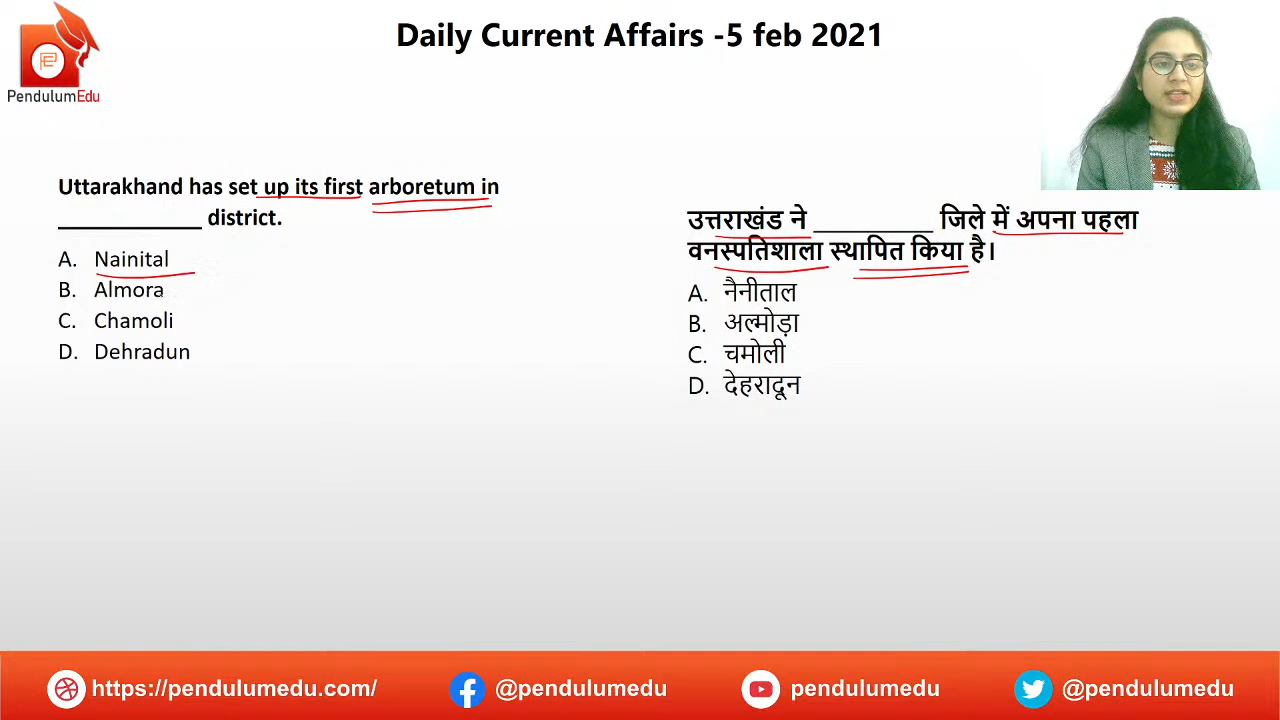 Daily Current Affairs -5 feb 2021
PendulumEdu
Uttarakhand has set up its first arboretum in
____________ district.
A. Nainital
B. Almora
C. Chamoli
D. Dehradun
उत्तराखंड ने __________ जिले में अपना पहला
वनस्पतिशाला स्थापित किया है।
A. नैनीताल
B. अल्मोड़ा
C. चमोली
D. देहरादून
https://pendulumedu.com/
@pendulumedu
pendulumedu
@pendulumedu